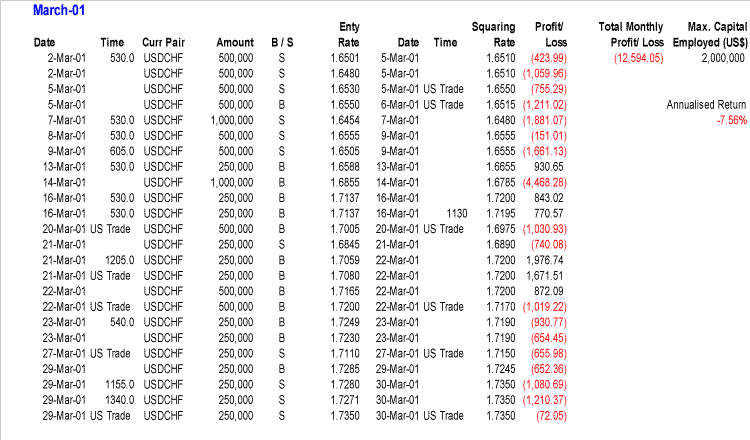 March-01
Enty Squaring Profit/ Total Monthly Max. Capital
Date Time Curr Pair Amount B / S Rate Date Time Rate Loss Profit/ Loss Employed (US$)
2-Mar-01 530.0 USDCHF 500,000 S 1.6501 5-Mar-01 1.6510 (423.99) (12,594.05) 2,000,000
2-Mar-01 USDCHF 500,000 S 1.6480 5-Mar-01 1.6510 (1,059.96)
5-Mar-01 USDCHF 500,000 S 1.6530 5-Mar-01 US Trade 1.6550 (755.29)
5-Mar-01 USDCHF 500,000 B 1.6550 6-Mar-01 US Trade 1.6515 (1,211.02) Annualised Return
7-Mar-01 530.0 USDCHF 1,000,000 S 1.6454 7-Mar-01 1.6480 (1,881.07) -7.56%
8-Mar-01 530.0 USDCHF 500,000 S 1.6555 9-Mar-01 1.6555 (151.01)
9-Mar-01 605.0 USDCHF 500,000 S 1.6505 9-Mar-01 1.6555 (1,661.13)
13-Mar-01 530.0 USDCHF 250,000 B 1.6588 13-Mar-01 1.6655 930.65
14-Mar-01 USDCHF 1,000,000 B 1.6855 14-Mar-01 1.6785 (4,468.28)
16-Mar-01 530.0 USDCHF 250,000 B 1.7137 16-Mar-01 1.7200 843.02
16-Mar-01 530.0 USDCHF 250,000 B 1.7137 16-Mar-01 1130 1.7195 770.57
20-Mar-01 US Trade USDCHF 500,000 B 1.7005 20-Mar-01 US Trade 1.6975 (1,030.93)
21-Mar-01 USDCHF 250,000 S 1.6845 21-Mar-01 1.6890 (740.08)
21-Mar-01 1205.0 USDCHF 250,000 B 1.7059 22-Mar-01 1.7200 1,976.74
21-Mar-01 US Trade USDCHF 250,000 B 1.7080 22-Mar-01 1.7200 1,671.51
22-Mar-01 USDCHF 250,000 B 1.7165 22-Mar-01 1.7200 872.09
22-Mar-01 US Trade USDCHF 500,000 B 1.7200 22-Mar-01 US Trade 1.7170 (1,019.22)
23-Mar-01 540.0 USDCHF 250,000 B 1.7249 23-Mar-01 1.7190 (930.77)
23-Mar-01 USDCHF 250,000 B 1.7230 23-Mar-01 1.7190 (654.45)
27-Mar-01 US Trade USDCHF 250,000 S 1.7110 27-Mar-01 US Trade 1.7150 (655.98)
29-Mar-01 USDCHF 250,000 B 1.7285 29-Mar-01 1.7245 (652.36)
29-Mar-01 1155.0 USDCHF 250,000 S 1.7280 30-Mar-01 1.7350 (1,080.69)
29-Mar-01 1340.0 USDCHF 250,000 S 1.7271 30-Mar-01 1.7350 (1,210.37)
29-Mar-01 US Trade USDCHF 250,000 S 1.7350 30-Mar-01 US Trade 1.7350 (72.05)